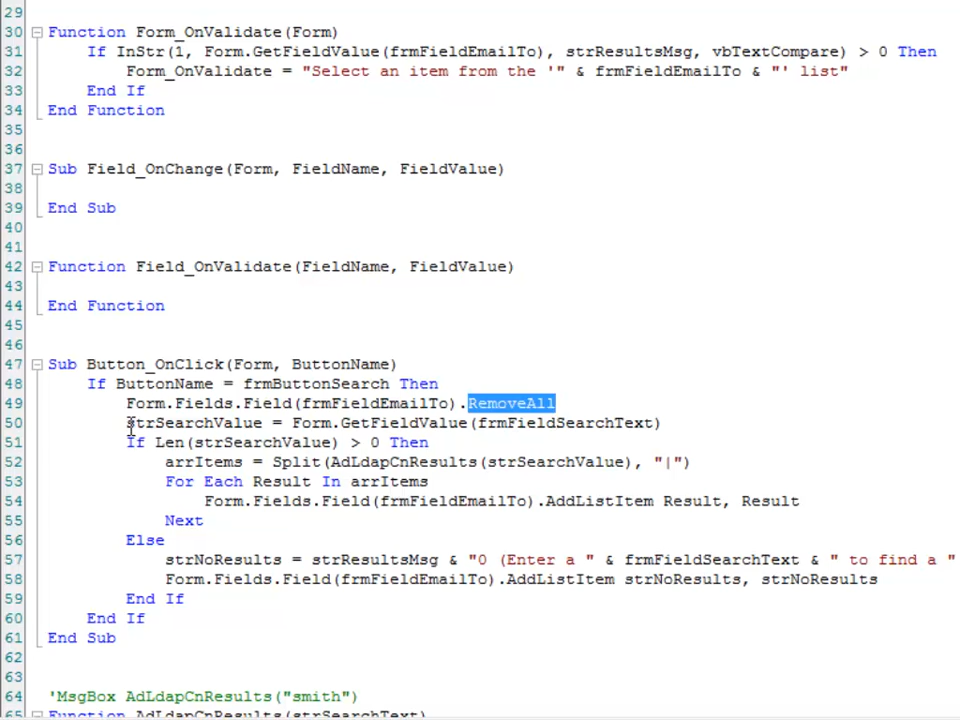 29
30 Function Form_OnValidate(Form)
31 If InStr(1, Form.GetFieldValue(frmFieldEmailTo), strResultsMsg, vbTextCompare) > 0 Then
32 Form_OnValidate = "Select an item from the '" & frmFieldEmailTo & "' list"
33 End If
34 End Function
35
36
37 Sub Field_OnChange(Form, FieldName, FieldValue)
38
39 End Sub
40
41
42 Function Field_OnValidate(FieldName, FieldValue)
43
44 End Function
45
46
47 Sub Button_OnClick(Form, ButtonName)
48 If ButtonName = frmButtonSearch Then
49 Form.Fields.Field(frmFieldEmailTo).RemoveAll
50 strSearchValue = Form.GetFieldValue(frmFieldSearchText)
51 If Len(strSearchValue) > 0 Then
52 arrItems = Split(AdLdapCnResults(strSearchValue), "|")
53 For Each Result In arrItems
54 Form.Fields.Field(frmFieldEmailTo).AddListItem Result, Result
55 Next
56 Else
57 strNoResults = strResultsMsg & "0 (Enter a " & frmFieldSearchText & " to find a "
58 Form.Fields.Field(frmFieldEmailTo).AddListItem strNoResults, strNoResults
59 End If
60 End If
61 End Sub
62
63
64 'MsgBox AdLdapCnResults("smith")
65 Function AdLdapCnResults(strSearchText)